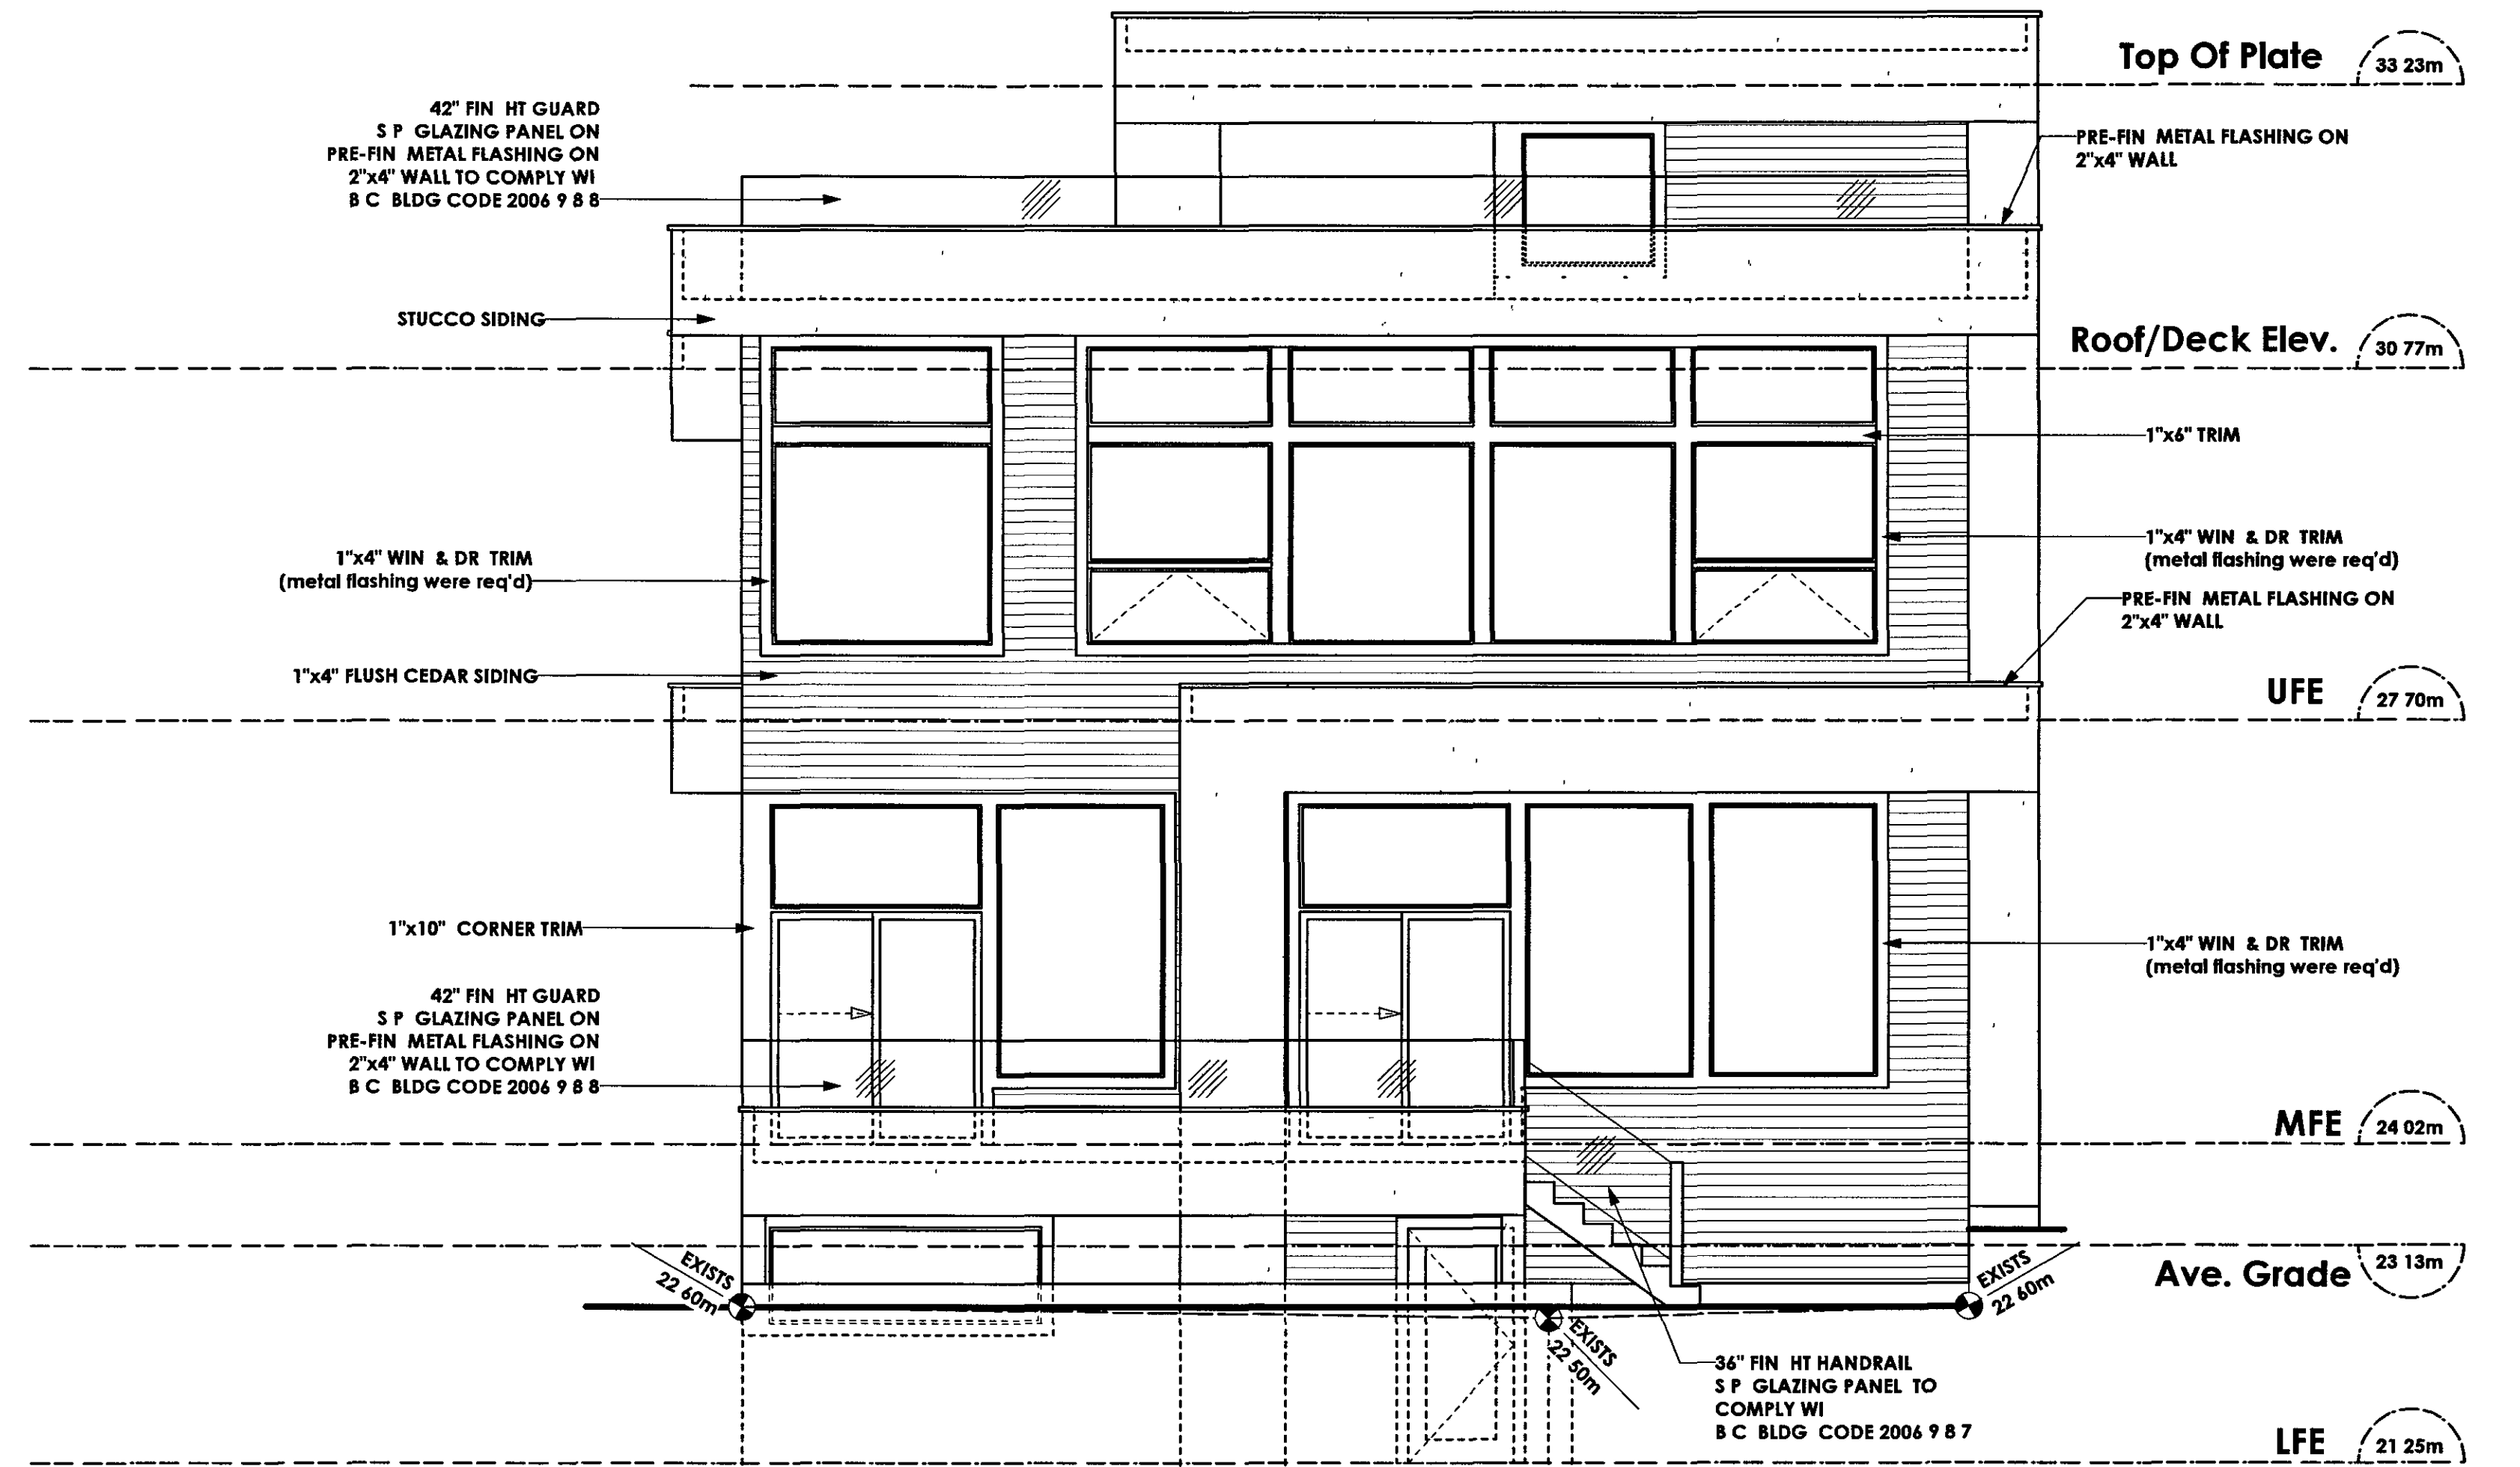 Top Of Plate
33 23m
42" FIN HT GUARD
S P GLAZING PANEL ON
PRE-FIN METAL FLASHING ON
2"x4" WALL TO COMPLY WI
B C BLDG CODE 2006 9 8 8
PRE-FIN METAL FLASHING ON
2"x4" WALL
STUCCO SIDING
Roof/Deck Elev.
30 77m
1"x6" TRIM
1"x4" WIN & DR TRIM
(metal flashing were req'd)
1"x4" WIN & DR TRIM
(metal flashing were req'd)
PRE-FIN METAL FLASHING ON
2"x4" WALL
1"x4" FLUSH CEDAR SIDING
UFE
27 70m
1"x10" CORNER TRIM
1"x4" WIN & DR TRIM
(metal flashing were req'd)
42" FIN HT GUARD
S P GLAZING PANEL ON
PRE-FIN METAL FLASHING ON
2"x4" WALL TO COMPLY WI
B C BLDG CODE 2006 9 8 8
MFE
24 02m
Ave. Grade
23 13m
EXISTS
22 60m
EXISTS
22 50m
EXISTS
22 60m
36" FIN HT HANDRAIL
S P GLAZING PANEL TO
COMPLY WI
B C BLDG CODE 2006 9 8 7
LFE
21 25m